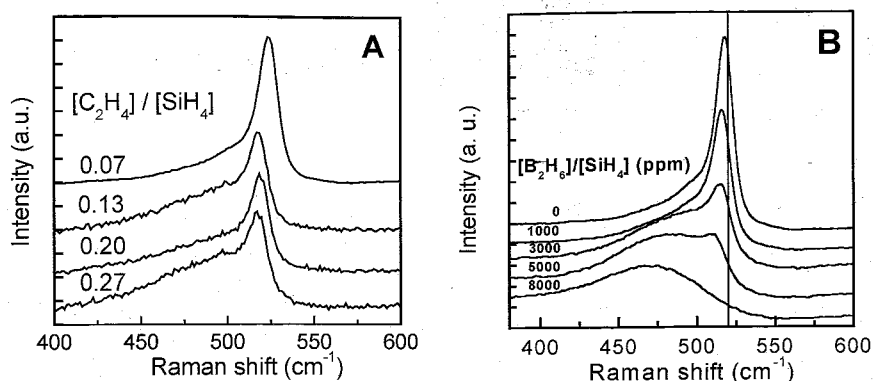 A
[C₂H₄] / [SiH₄]
0.07
0.13
0.20
0.27
Intensity (a.u.)
400 450 500 550 600
Raman shift (cm⁻¹)
B
[B₂H₆]/[SiH₄] (ppm)
0
1000
3000
5000
8000
Intensity (a. u.)
400 450 500 550 600
Raman shift (cm⁻¹)